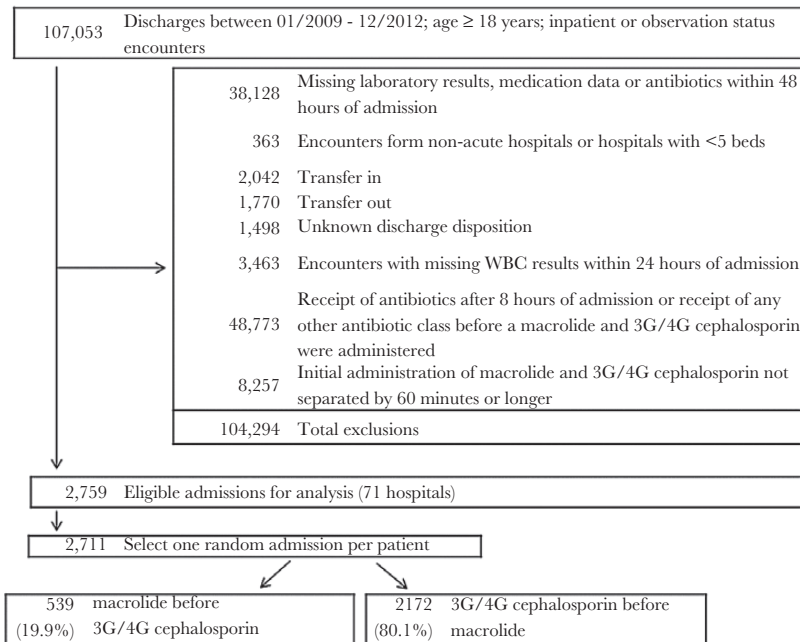 107,053 Discharges between 01/2009 - 12/2012; age ≥ 18 years; inpatient or observation status
encounters
38,128 Missing laboratory results, medication data or antibiotics within 48
hours of admission
363 Encounters form non-acute hospitals or hospitals with <5 beds
2,042 Transfer in
1,770 Transfer out
1,498 Unknown discharge disposition
3,463 Encounters with missing WBC results within 24 hours of admission
48,773 Receipt of antibiotics after 8 hours of admission or receipt of any
other antibiotic class before a macrolide and 3G/4G cephalosporin
were administered
8,257 Initial administration of macrolide and 3G/4G cephalosporin not
separated by 60 minutes or longer
104,294 Total exclusions
2,759 Eligible admissions for analysis (71 hospitals)
2,711 Select one random admission per patient
539 macrolide before
(19.9%) 3G/4G cephalosporin
2172 3G/4G cephalosporin before
(80.1%) macrolide